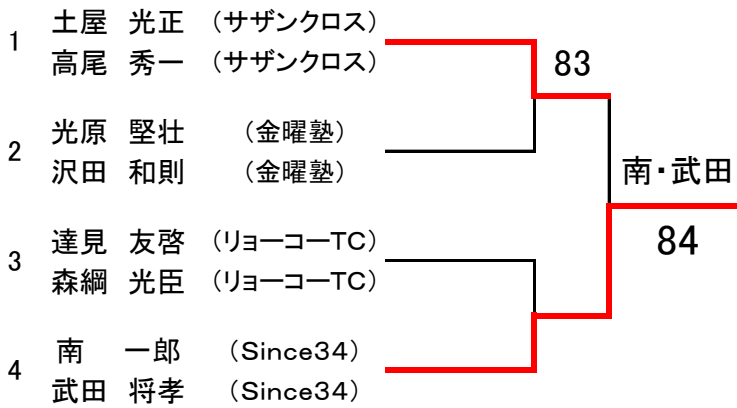 1 土屋 光正 (サザンクロス)
高尾 秀一 (サザンクロス)
83
2 光原 堅壮 (金曜塾)
沢田 和則 (金曜塾)
南・武田
84
3 達見 友啓 (リョーコーTC)
森綱 光臣 (リョーコーTC)
4 南 一郎 (Since34)
武田 将孝 (Since34)